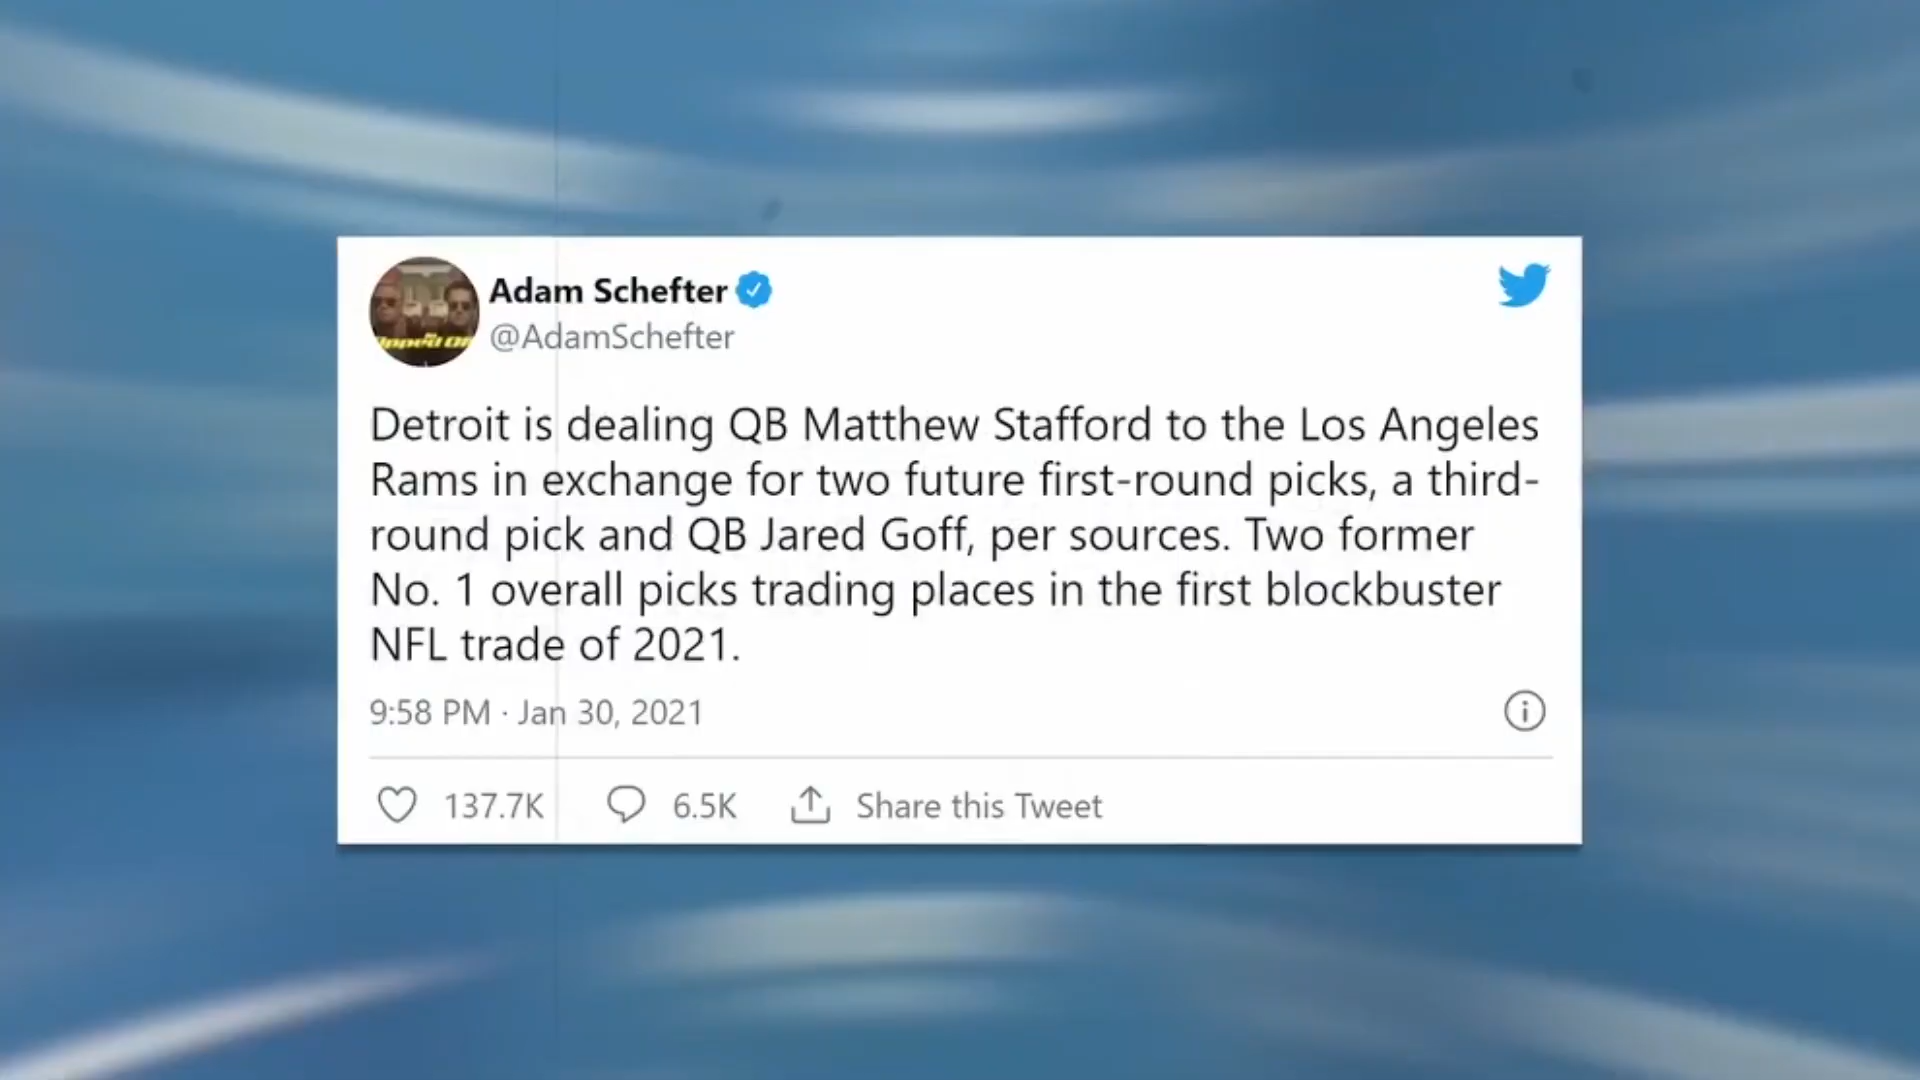 Adam Schefter
@AdamSchefter
Detroit is dealing QB Matthew Stafford to the Los Angeles
Rams in exchange for two future first-round picks, a third-
round pick and QB Jared Goff, per sources. Two former
No. 1 overall picks trading places in the first blockbuster
NFL trade of 2021.
9:58 PM · Jan 30, 2021
137.7K 6.5K Share this Tweet